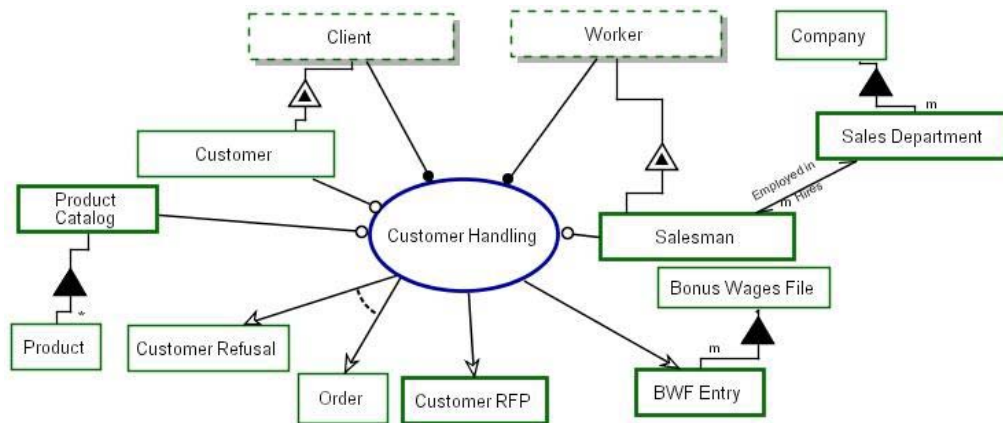 Client
Worker
Company
m
Sales Department
Customer
Employed in
m Hires
Product
Catalog
Customer Handling
Salesman
Bonus Wages File
*
Product
Customer Refusal
m
Order
Customer RFP
BWF Entry